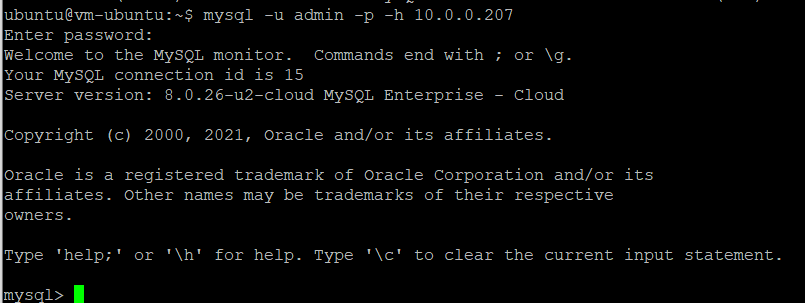 ubuntu@vm-ubuntu:~$ mysql -u admin -p -h 10.0.0.207
Enter password:
Welcome to the MySQL monitor.  Commands end with ; or \g.
Your MySQL connection id is 15
Server version: 8.0.26-u2-cloud MySQL Enterprise - Cloud
Copyright (c) 2000, 2021, Oracle and/or its affiliates.
Oracle is a registered trademark of Oracle Corporation and/or its
affiliates. Other names may be trademarks of their respective
owners.
Type 'help;' or '\h' for help. Type '\c' to clear the current input statement.
mysql>